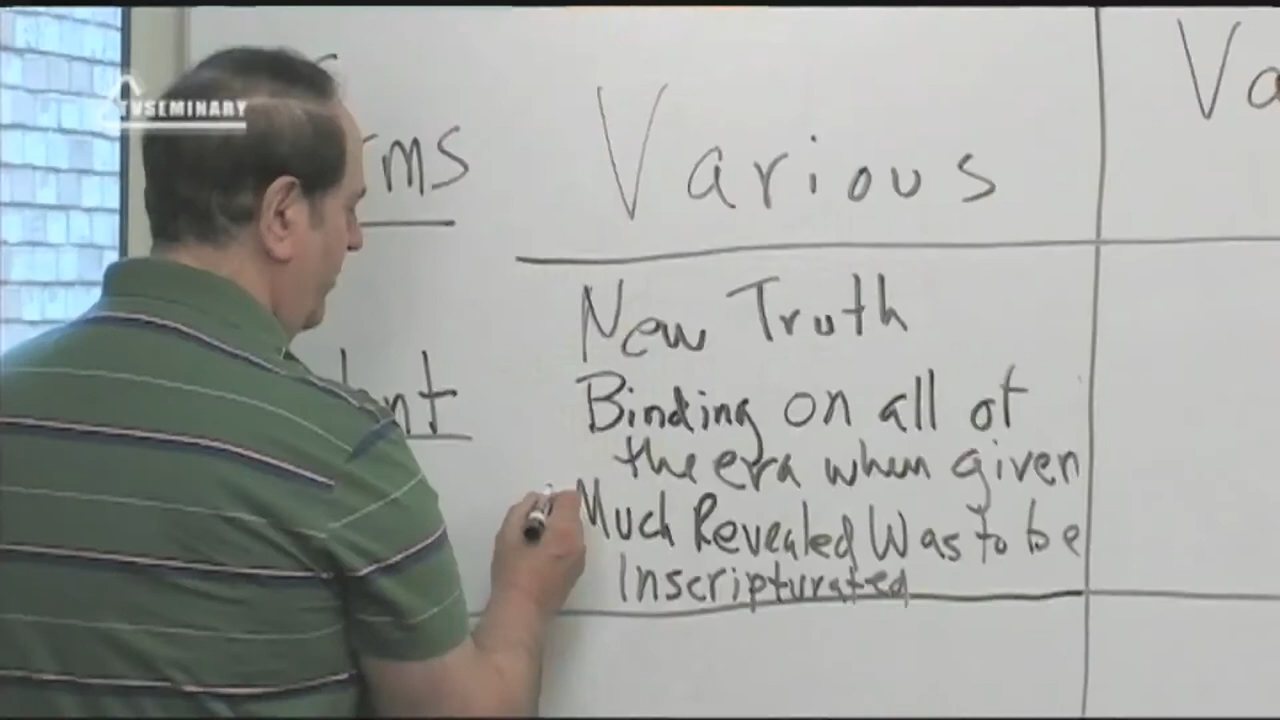 TVSEMINARY
rms Various Va
New Truth
nt Binding on all of
the era when given
Much Revealed Was to be
Inscripturated